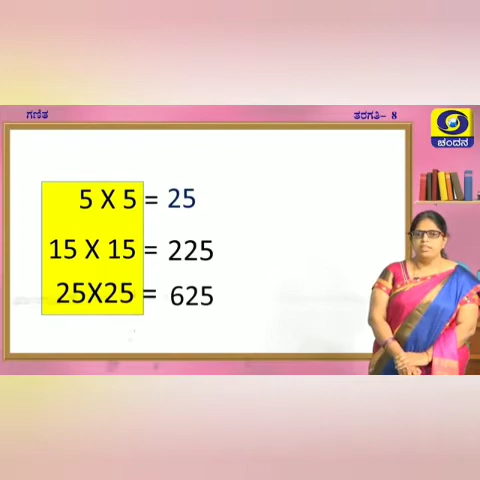 ಗಣಿತ
ತರಗತಿ- 8
ಚಂದನ
5 X 5 = 25
15 X 15 = 225
25X25 = 625